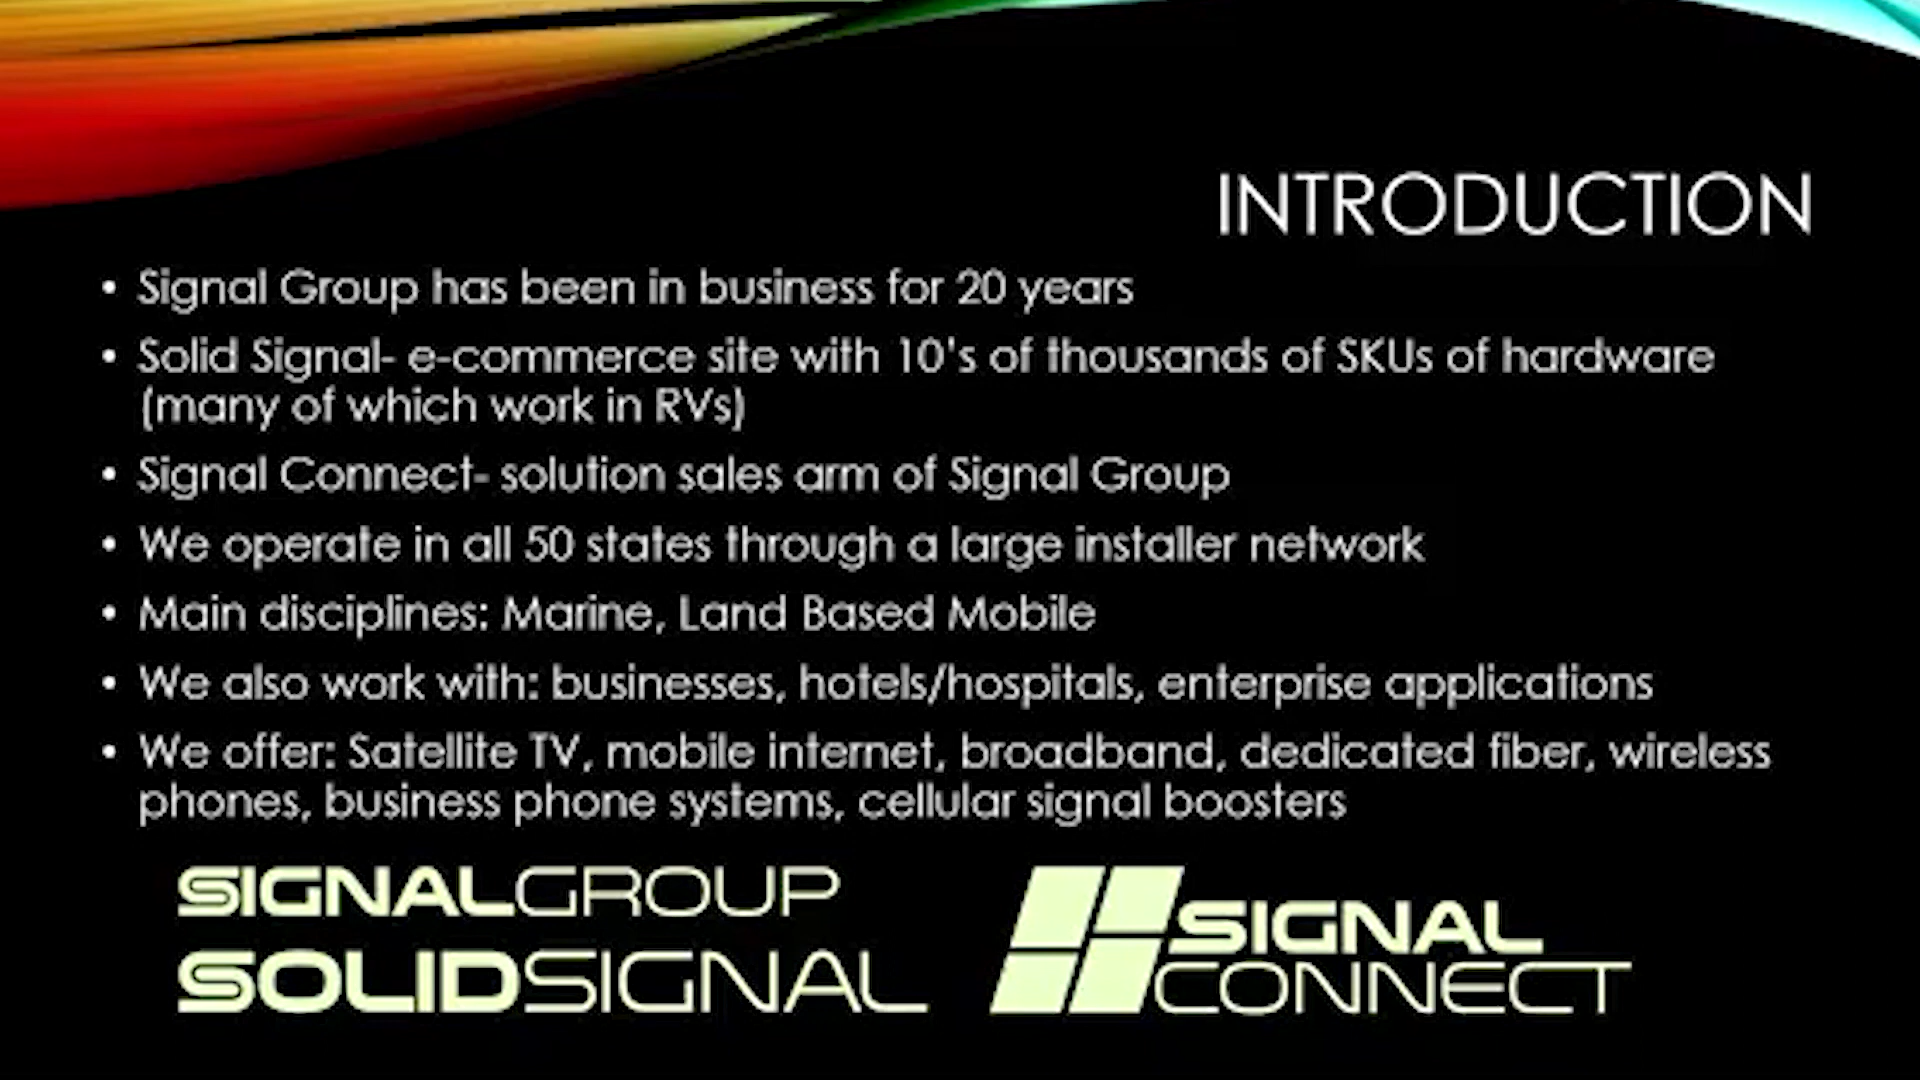 INTRODUCTION
• Signal Group has been in business for 20 years
• Solid Signal- e-commerce site with 10's of thousands of SKUs of hardware
(many of which work in RVs)
• Signal Connect- solution sales arm of Signal Group
• We operate in all 50 states through a large installer network
• Main disciplines: Marine, Land Based Mobile
• We also work with: businesses, hotels/hospitals, enterprise applications
• We offer: Satellite TV, mobile internet, broadband, dedicated fiber, wireless
phones, business phone systems, cellular signal boosters
SIGNALGROUP
SOLIDSIGNAL
SIGNAL
CONNECT